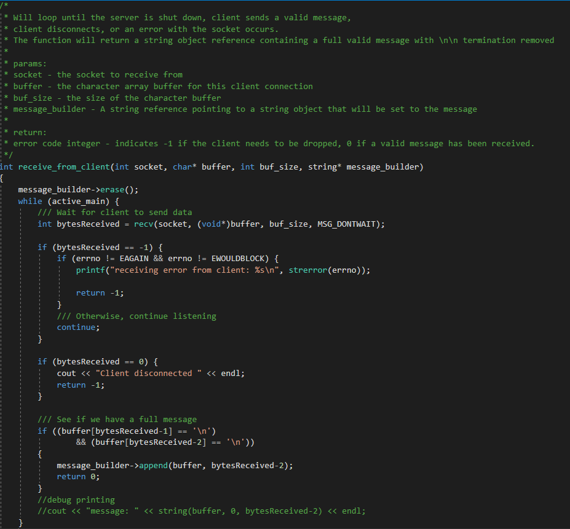 /*
* Will loop until the server is shut down, client sends a valid message,
* client disconnects, or an error with the socket occurs.
* The function will return a string object reference containing a full valid message with \n\n termination removed
*
* params:
* socket - the socket to receive from
* buffer - the character array buffer for this client connection
* buf_size - the size of the character buffer
* message_builder - A string reference pointing to a string object that will be set to the message
*
* return:
* error code integer - indicates -1 if the client needs to be dropped, 0 if a valid message has been received.
*/
int receive_from_client(int socket, char* buffer, int buf_size, string* message_builder)
{
    message_builder->erase();
    while (active_main) {
        /// Wait for client to send data
        int bytesReceived = recv(socket, (void*)buffer, buf_size, MSG_DONTWAIT);

        if (bytesReceived == -1) {
            if (errno != EAGAIN && errno != EWOULDBLOCK) {
                printf("receiving error from client: %s\n", strerror(errno));

                return -1;
            }
            /// Otherwise, continue listening
            continue;
        }

        if (bytesReceived == 0) {
            cout << "Client disconnected " << endl;
            return -1;
        }

        /// See if we have a full message
        if ((buffer[bytesReceived-1] == '\n')
                && (buffer[bytesReceived-2] == '\n'))
        {
            message_builder->append(buffer, bytesReceived-2);
            return 0;
        }
        //debug printing
        //cout << "message: " << string(buffer, 0, bytesReceived-2) << endl;
    }